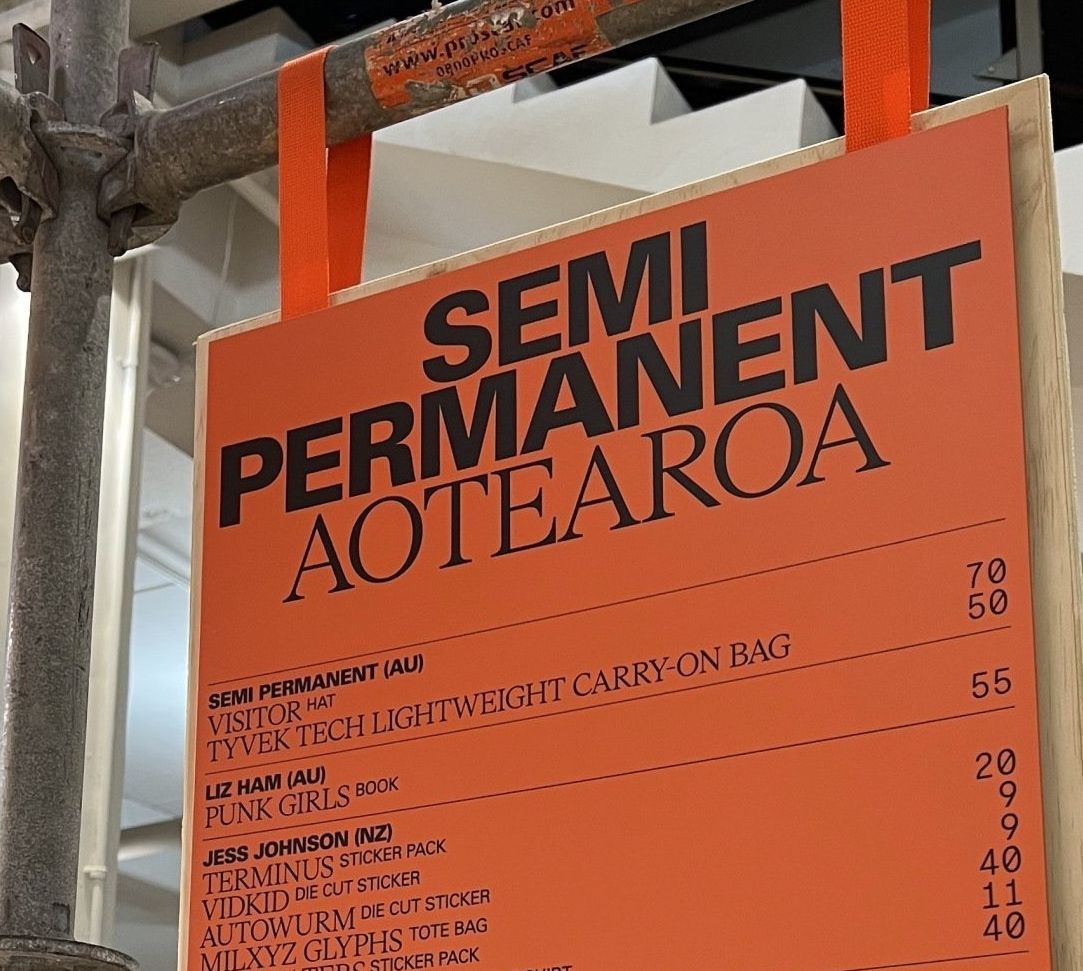 0800PROSCAF
SCAF
SEMI
PERMANENT
AOTEAROA
SEMI PERMANENT (AU)
VISITOR HAT 70
TYVEK TECH LIGHTWEIGHT CARRY-ON BAG 50
LIZ HAM (AU)
PUNK GIRLS BOOK 55
JESS JOHNSON (NZ)
TERMINUS STICKER PACK 20
VIDKID DIE CUT STICKER 9
AUTOWURM DIE CUT STICKER 9
MILXYZ GLYPHS TOTE BAG 40
STICKER PACK 11
40